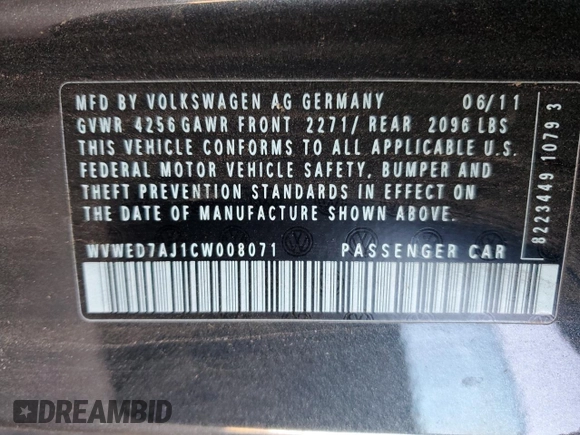 MFD BY VOLKSWAGEN AG GERMANY 06/11
GVWR 4256 GAWR FRONT 2271/ REAR 2096 LBS
THIS VEHICLE CONFORMS TO ALL APPLICABLE U.S.
FEDERAL MOTOR VEHICLE SAFETY, BUMPER AND
THEFT PREVENTION STANDARDS IN EFFECT ON
THE DATE OF MANUFACTURE SHOWN ABOVE.
WVWED7AJ1CW008071 PASSENGER CAR
8223449 1079 3
DREAMBID